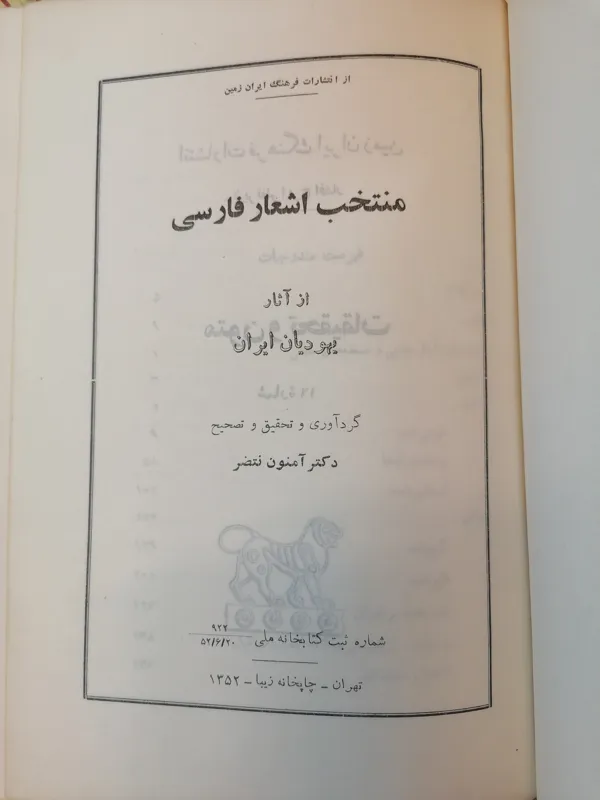 از انتشارات فرهنگ ایران زمین
منتخب اشعار فارسی
از آثار
یهودیان ایران
گردآوری و تحقیق و تصحیح
دکتر آمنون نتضر
شماره ثبت کتابخانه ملی ۹۲۲
۵۲/۶/۲۰
تهران - چاپخانه زیبا - ۱۳۵۲